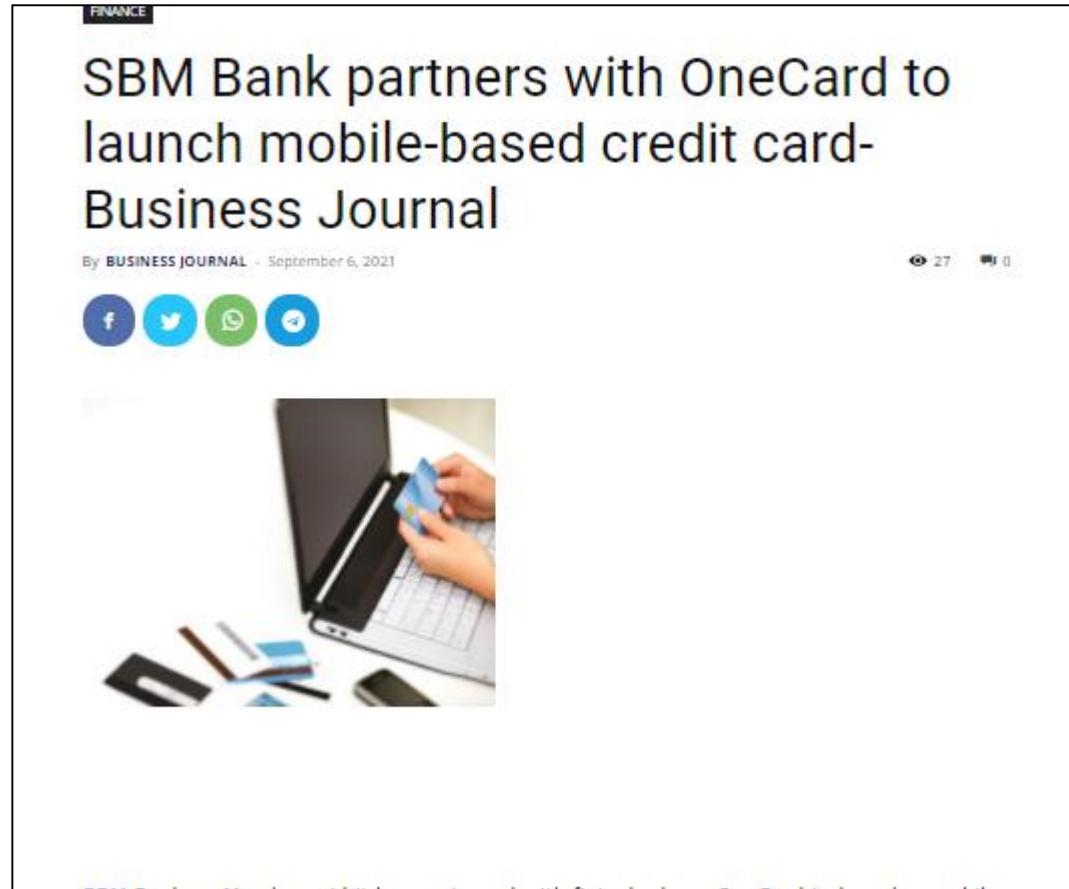 FINANCE
SBM Bank partners with OneCard to
launch mobile-based credit card-
Business Journal
By BUSINESS JOURNAL - September 6, 2021 27 0